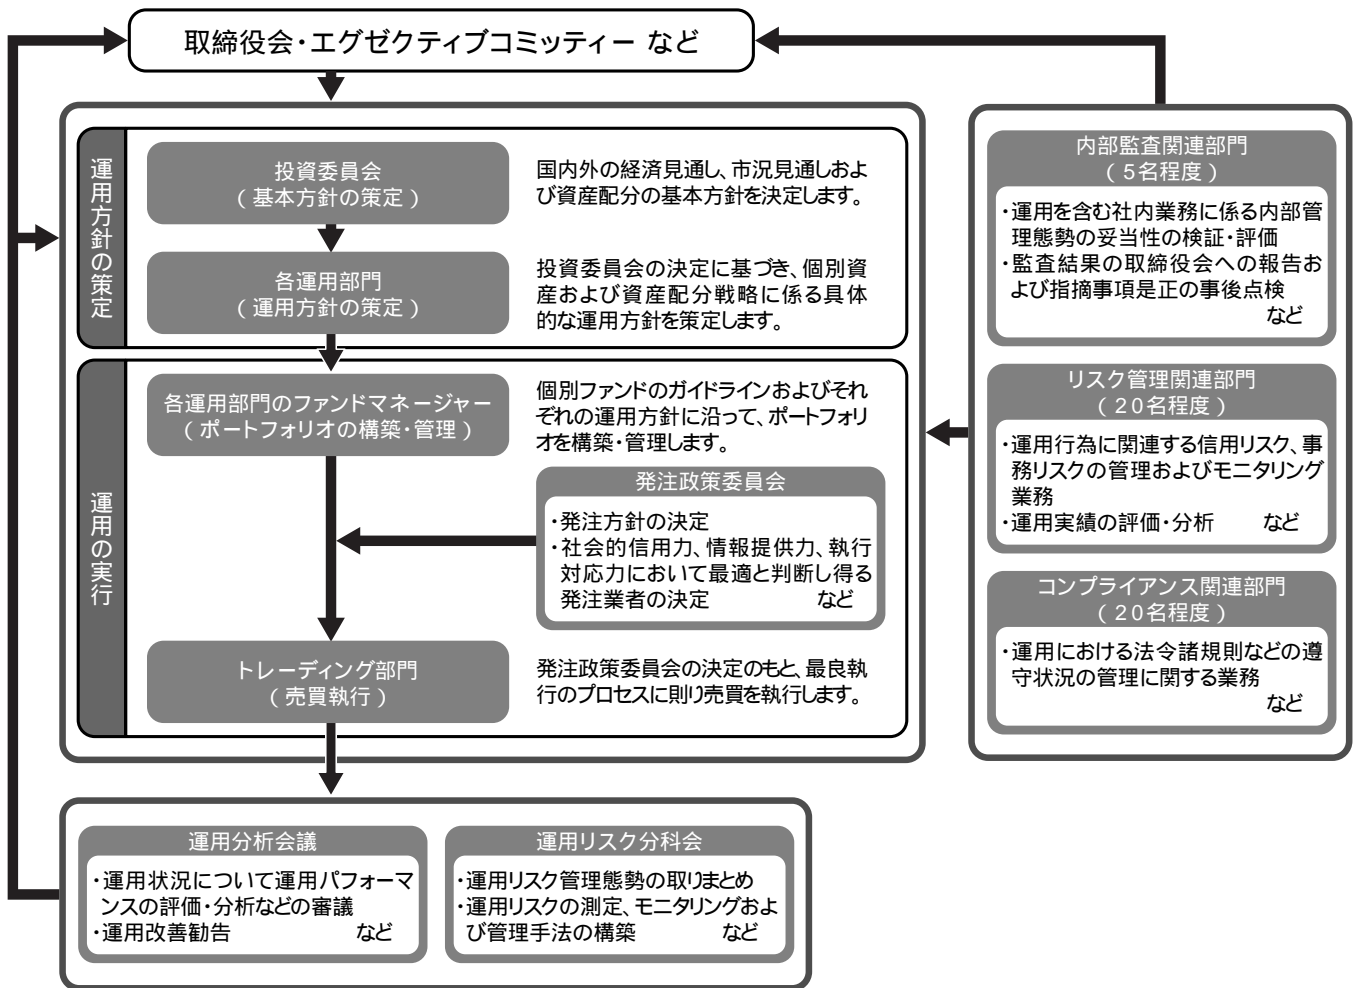 取締役会・エグゼクティブコミッティー など
運用方針の策定
投資委員会
（基本方針の策定）
国内外の経済見通し、市況見通しおよ
び資産配分の基本方針を決定します。
各運用部門
（運用方針の策定）
投資委員会の決定に基づき、個別資
産および資産配分戦略に係る具体
的な運用方針を策定します。
運用の実行
各運用部門のファンドマネージャー
（ポートフォリオの構築・管理）
個別ファンドのガイドラインおよびそれ
ぞれの運用方針に沿って、ポートフォリ
オを構築・管理します。
発注政策委員会
・発注方針の決定
・社会的信用力、情報提供力、執行
対応力において最適と判断し得る
発注業者の決定 など
トレーディング部門
（売買執行）
発注政策委員会の決定のもと、最良執
行のプロセスに則り売買を執行します。
内部監査関連部門
（5名程度）
・運用を含む社内業務に係る内部管
理態勢の妥当性の検証・評価
・監査結果の取締役会への報告お
よび指摘事項是正の事後点検
など
リスク管理関連部門
（20名程度）
・運用行為に関連する信用リスク、事
務リスクの管理およびモニタリング
業務
・運用実績の評価・分析 など
コンプライアンス関連部門
（20名程度）
・運用における法令諸規則などの遵
守状況の管理に関する業務
など
運用分析会議
・運用状況について運用パフォーマ
ンスの評価・分析などの審議
・運用改善勧告 など
運用リスク分科会
・運用リスク管理態勢の取りまとめ
・運用リスクの測定、モニタリングおよ
び管理手法の構築 など